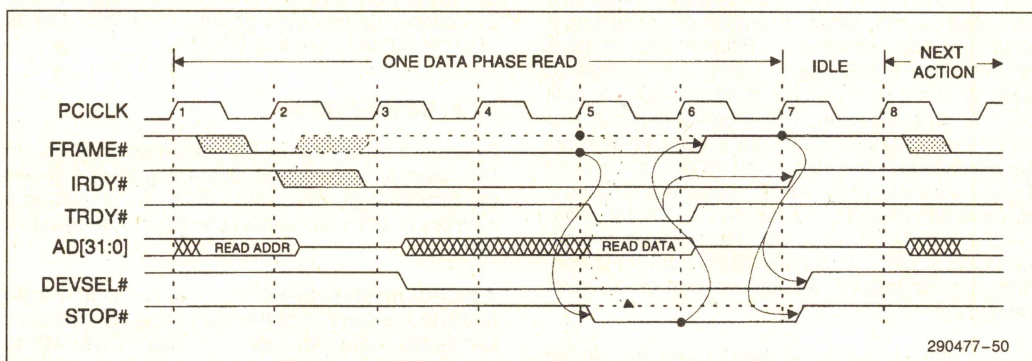 ONE DATA PHASE READ
IDLE
NEXT
ACTION
PCICLK
1 2 3 4 5 6 7 8
FRAME#
IRDY#
TRDY#
AD[31:0]
READ ADDR
READ DATA
DEVSEL#
STOP#
290477-50